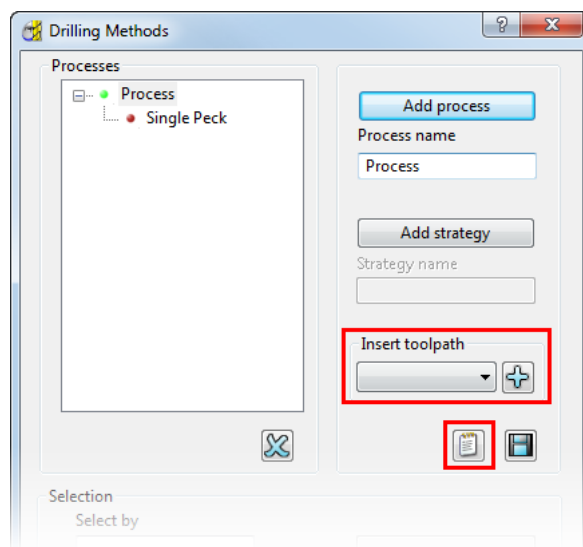 Drilling Methods
Processes
Process
Single Peck
Add process
Process name
Process
Add strategy
Strategy name
Insert toolpath
Selection
Select by